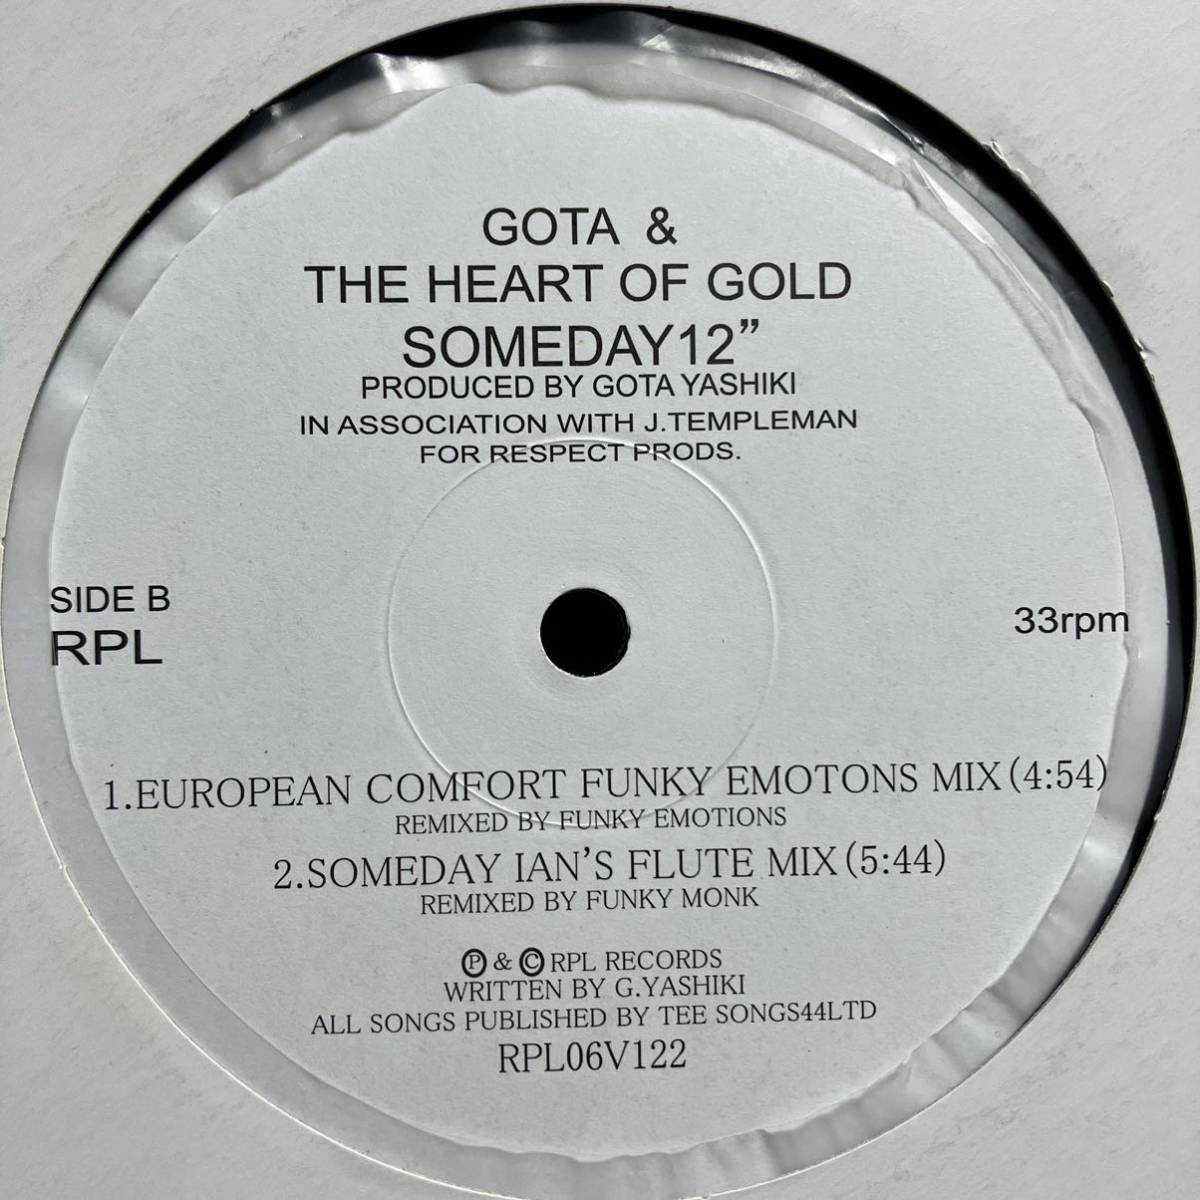 GOTA &
THE HEART OF GOLD
SOMEDAY12”
PRODUCED BY GOTA YASHIKI
IN ASSOCIATION WITH J.TEMPLEMAN
FOR RESPECT PRODS.
SIDE B
RPL
33rpm
1.EUROPEAN COMFORT FUNKY EMOTONS MIX(4:54)
REMIXED BY FUNKY EMOTIONS
2.SOMEDAY IAN’S FLUTE MIX(5:44)
REMIXED BY FUNKY MONK
Ⓟ & © RPL RECORDS
WRITTEN BY G.YASHIKI
ALL SONGS PUBLISHED BY TEE SONGS44LTD
RPL06V122